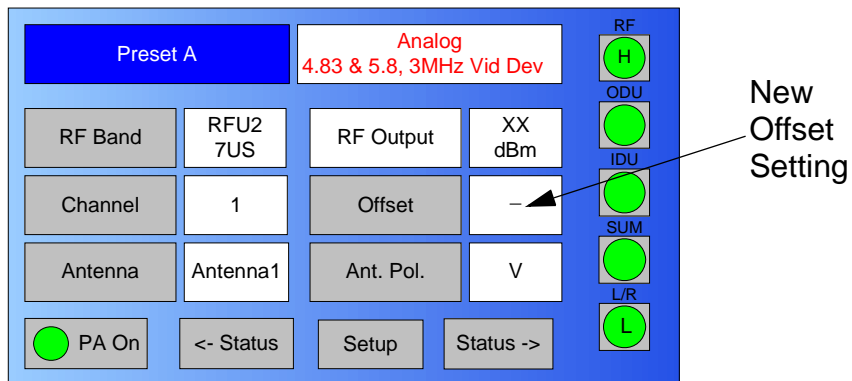 Preset A
Analog
4.83 & 5.8, 3MHz Vid Dev
RF
H
ODU
IDU
SUM
L/R
L
RF Band
RFU2
7US
RF Output
XX
dBm
Channel
1
Offset
–
Antenna
Antenna1
Ant. Pol.
V
PA On
<- Status
Setup
Status ->
New
Offset
Setting